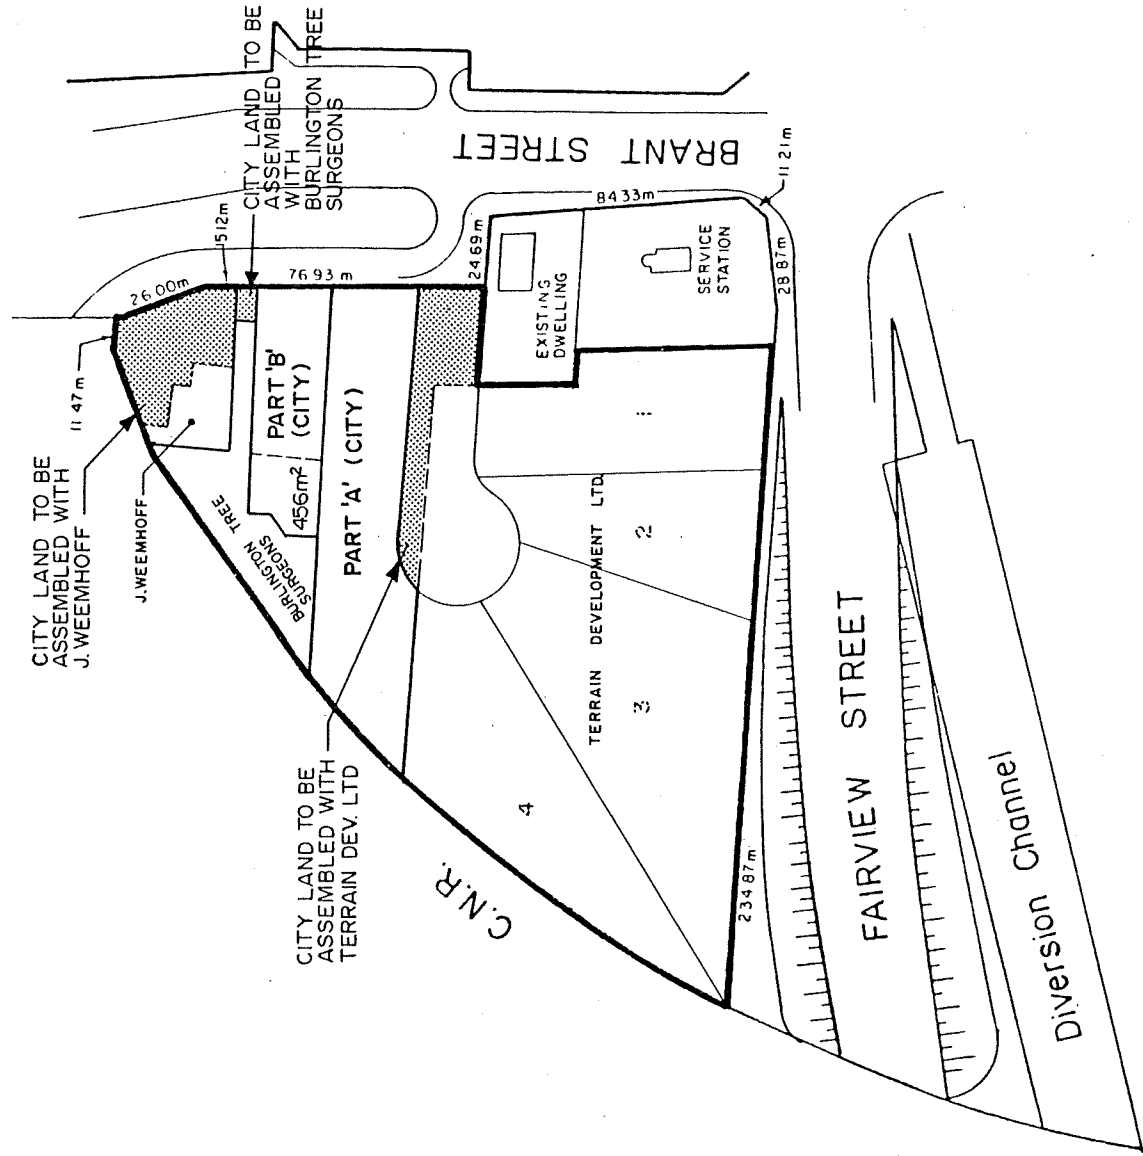 CITY LAND TO BE
ASSEMBLED
WITH
BURLINGTON TREE
SURGEONS
BRANT STREET
11 21m
84.33m
28.87m
24.69m
SERVICE
STATION
EXISTING
DWELLING
76.93 m
15.12m
26.00m
11.47m
CITY LAND TO BE
ASSEMBLED WITH
J. WEEMHOFF
J. WEEMHOFF
PART 'B'
(CITY)
456m²
PART 'A' (CITY)
BURLINGTON TREE
SURGEONS
CITY LAND TO BE
ASSEMBLED WITH
TERRAIN DEV. LTD
1
2
3
4
TERRAIN DEVELOPMENT LTD.
C.N.R.
234.87m
FAIRVIEW STREET
Diversion Channel